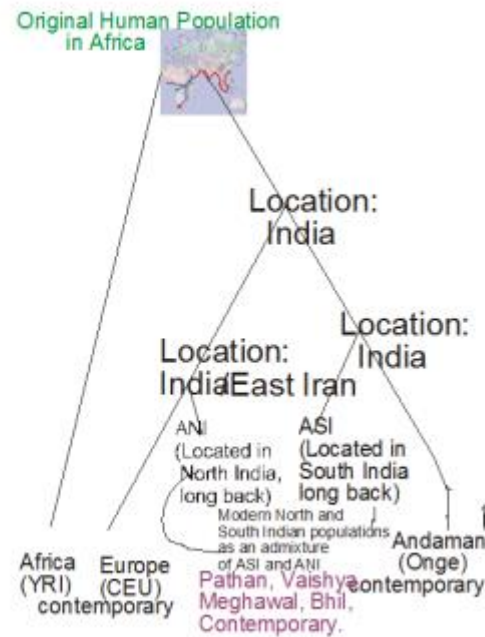 Original Human Population
in Africa
Location:
India
Location:
India
Location:
India/East Iran
ANI
(Located in
North India,
long back)
ASI
(Located in
South India
long back)
Modern North and
South Indian populations
as an admixture
of ASI and ANI
Pathan, Vaishya,
Meghawal, Bhil,
Contemporary.
Africa
(YRI)
Europe
(CEU)
contemporary
Andaman
(Onge)
contemporary